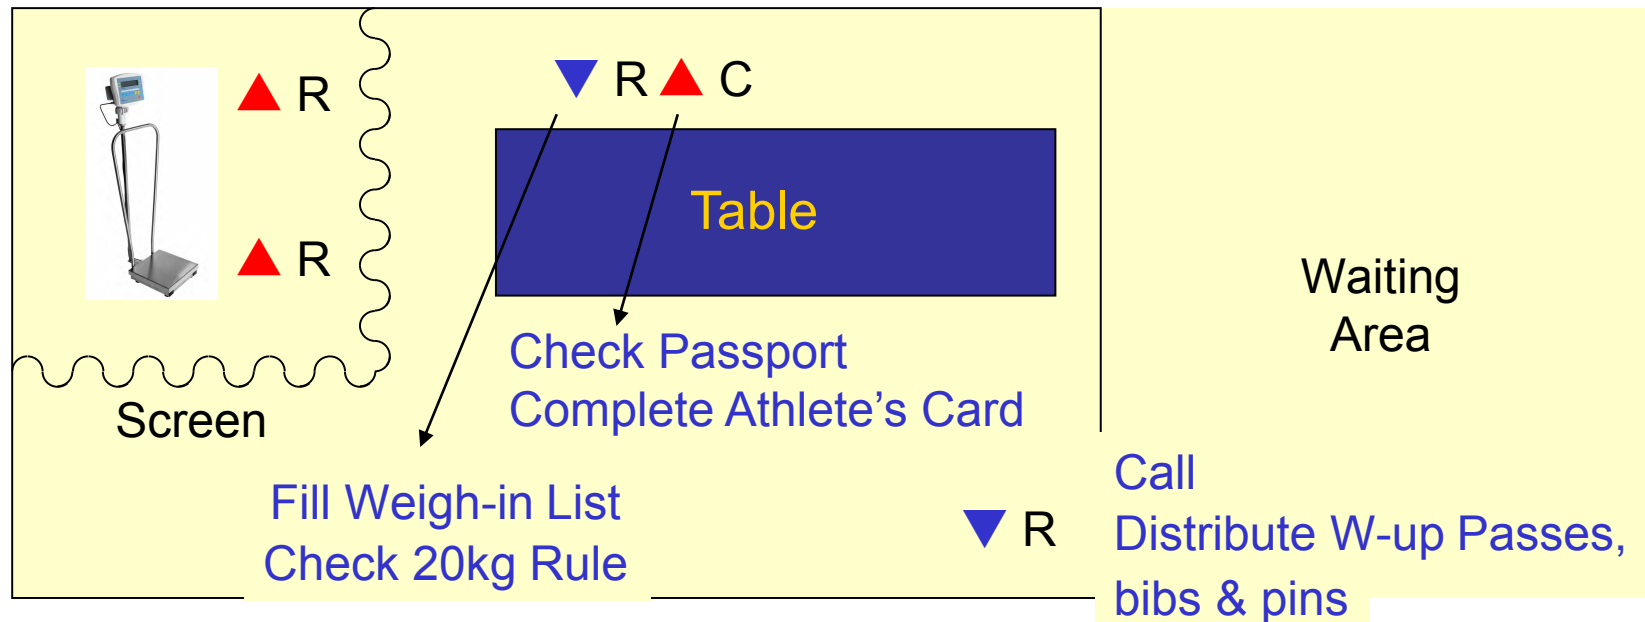 R
R C
Table
R
Waiting
Area
Check Passport
Complete Athlete’s Card
Screen
Call
Fill Weigh-in List
R
Distribute W-up Passes,
Check 20kg Rule
bibs & pins